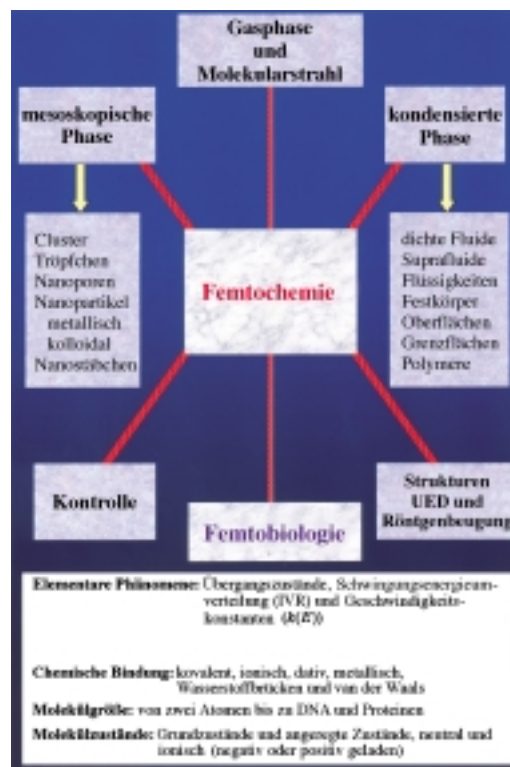 Gasphase
und
Molekularstrahl
mesoskopische
Phase
kondensierte
Phase
Cluster
Tröpfchen
Nanoporen
Nanopartikel
metallisch
kolloidal
Nanostäbchen
dichte Fluide
Suprafluide
Flüssigkeiten
Festkörper
Oberflächen
Grenzflächen
Polymere
Femtochemie
Kontrolle
Femtobiologie
Strukturen
UED und
Röntgenbeugung
Elementare Phänomene: Übergangszustände, Schwingungsenergieum-
verteilung (IVR) und Geschwindigkeits-
konstanten (k(E))
Chemische Bindung: kovalent, ionisch, dativ, metallisch,
Wasserstoffbrücken und van der Waals
Molekülgröße: von zwei Atomen bis zu DNA und Proteinen
Molekülzustände: Grundzustände und angeregte Zustände, neutral und
ionisch (negativ oder positiv geladen)